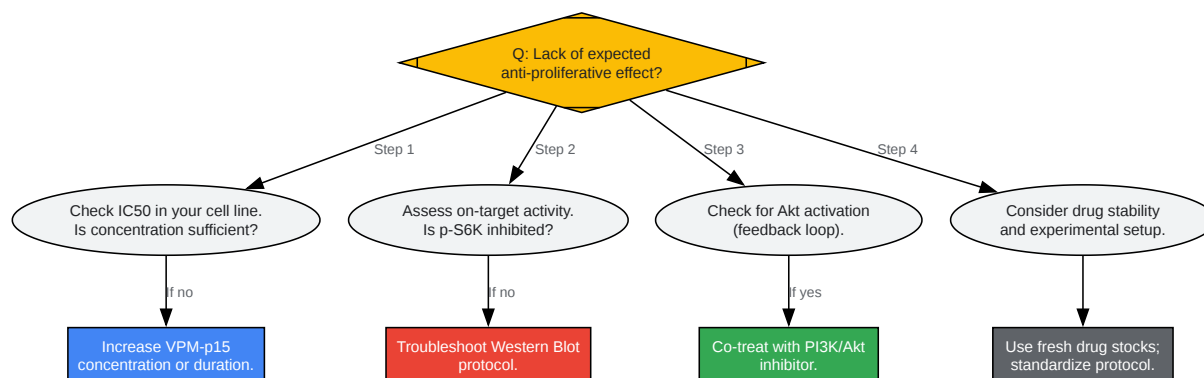 Q: Lack of expected
anti-proliferative effect?
Step 1
Step 2
Step 3
Step 4
Check IC50 in your cell line.
Is concentration sufficient?
Assess on-target activity.
Is p-S6K inhibited?
Check for Akt activation
(feedback loop).
Consider drug stability
and experimental setup.
If no
If no
If yes
Increase VPM-p15
concentration or duration.
Troubleshoot Western Blot
protocol.
Co-treat with PI3K/Akt
inhibitor.
Use fresh drug stocks;
standardize protocol.